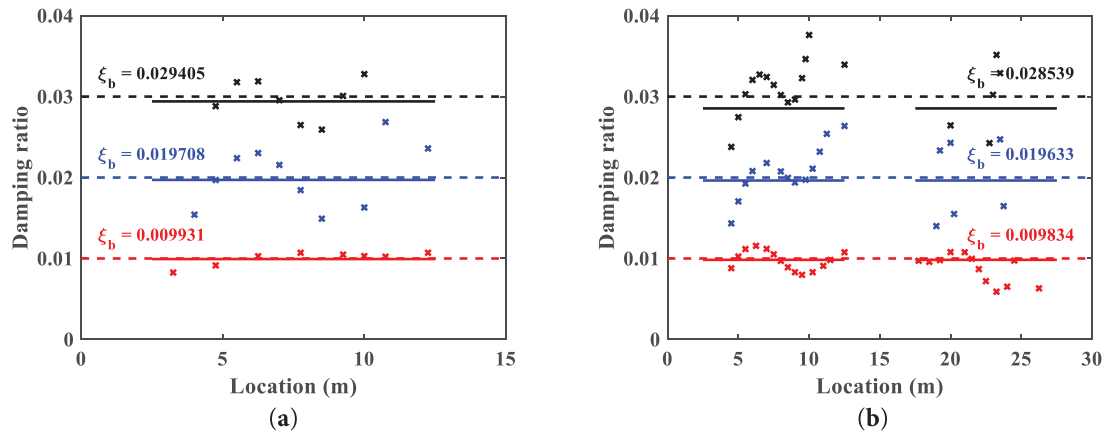 0.04
0.03
0.02
0.01
0
Damping ratio
ξb = 0.029405
ξb = 0.019708
ξb = 0.009931
0 5 10 15
Location (m)
(a)
0.04
0.03
0.02
0.01
0
Damping ratio
ξb = 0.028539
ξb = 0.019633
ξb = 0.009834
0 5 10 15 20 25 30
Location (m)
(b)